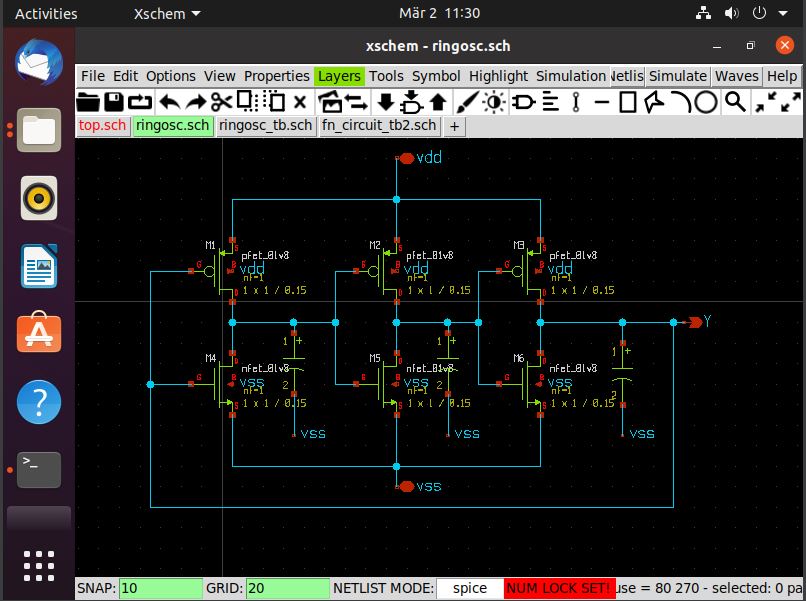 Activities Xschem Mär 2 11:30
xschem - ringosc.sch
File Edit Options View Properties Layers Tools Symbol Highlight Simulation Netlis Simulate Waves Help
top.sch ringosc.sch ringosc_tb.sch fn_circuit_tb2.sch +
vdd
M1 S pfet_01v8 M2 S pfet_01v8 M3 S pfet_01v8
G B vdd G B vdd G B vdd
nf=1 nf=1 nf=1
D 1 x 1 / 0.15 D 1 x 1 / 0.15 D 1 x 1 / 0.15
Y
1 + 1 + 1 +
M4 D nfet_01v8 M5 D nfet_01v8 M6 D nfet_01v8
G B VSS G B VSS G B VSS
nf=1 2 nf=1 2 nf=1 2
S 1 x 1 / 0.15 S 1 x 1 / 0.15 S 1 x 1 / 0.15
VSS VSS VSS
VSS
SNAP: 10 GRID: 20 NETLIST MODE: spice NUM LOCK SET! use = 80 270 - selected: 0 pa